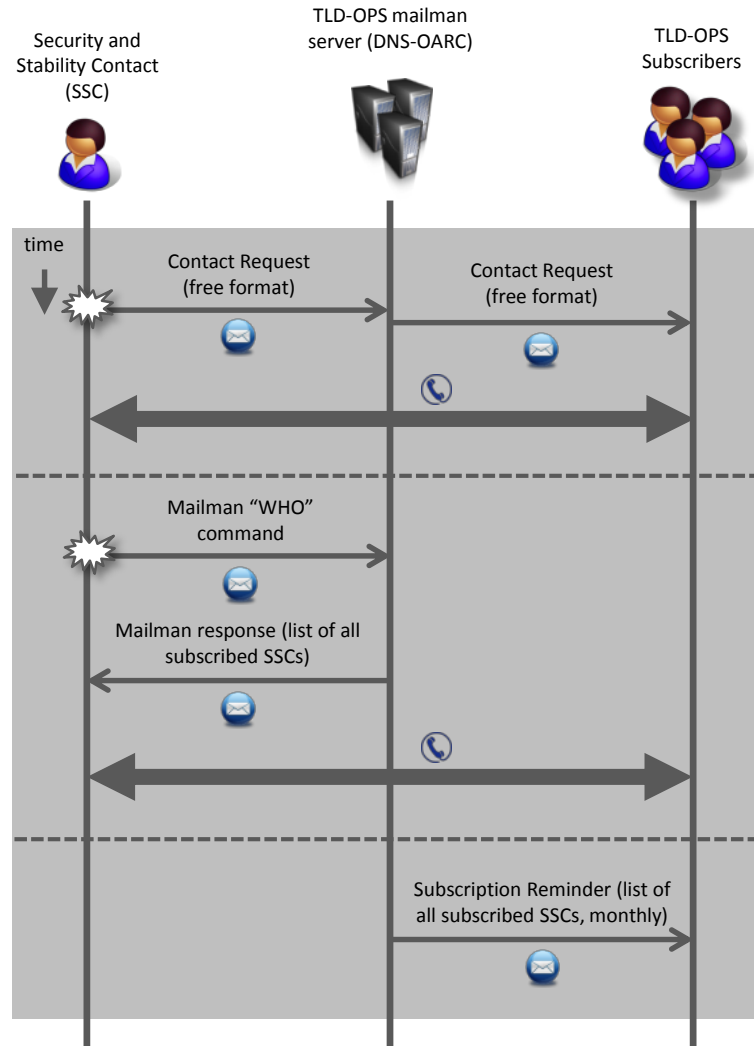 Security and
Stability Contact
(SSC)
TLD-OPS mailman
server (DNS-OARC)
TLD-OPS
Subscribers
time
Contact Request
(free format)
Contact Request
(free format)
Mailman “WHO”
command
Mailman response (list of all
subscribed SSCs)
Subscription Reminder (list of
all subscribed SSCs, monthly)